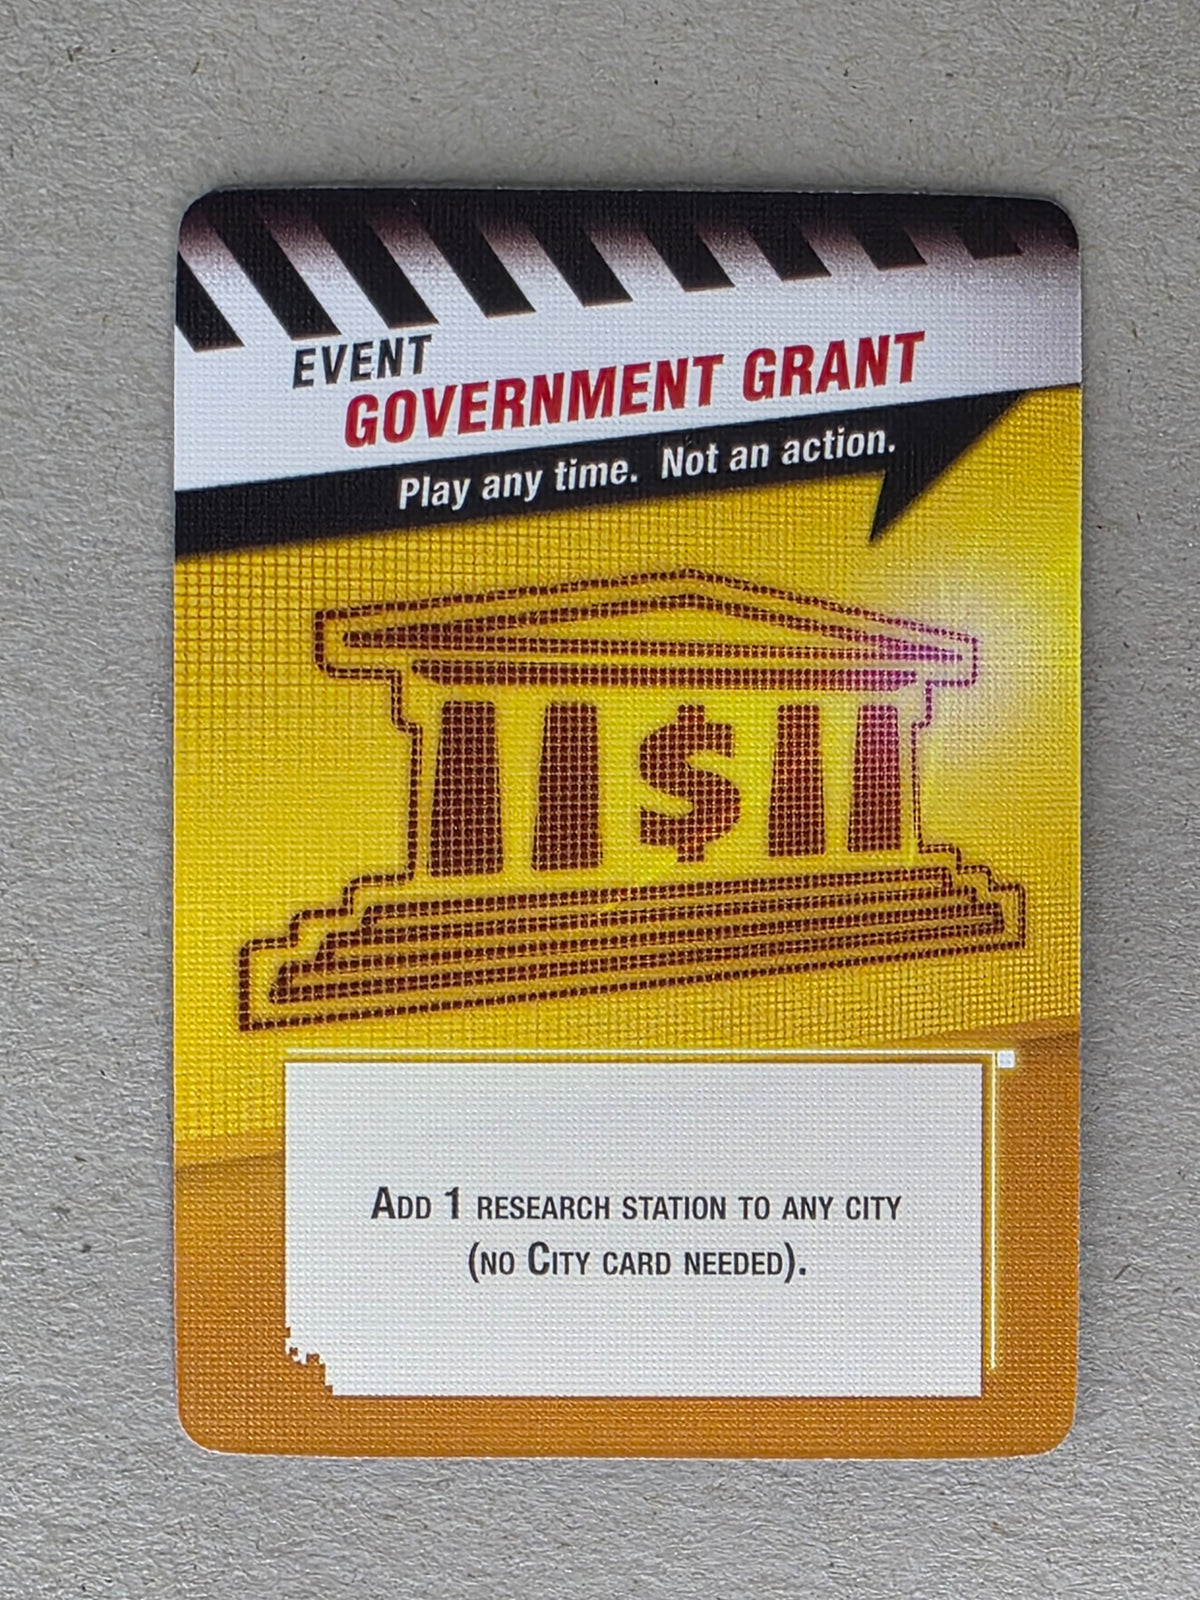 EVENT
GOVERNMENT GRANT
Play any time. Not an action.
$
Add 1 research station to any city
(no City card needed).